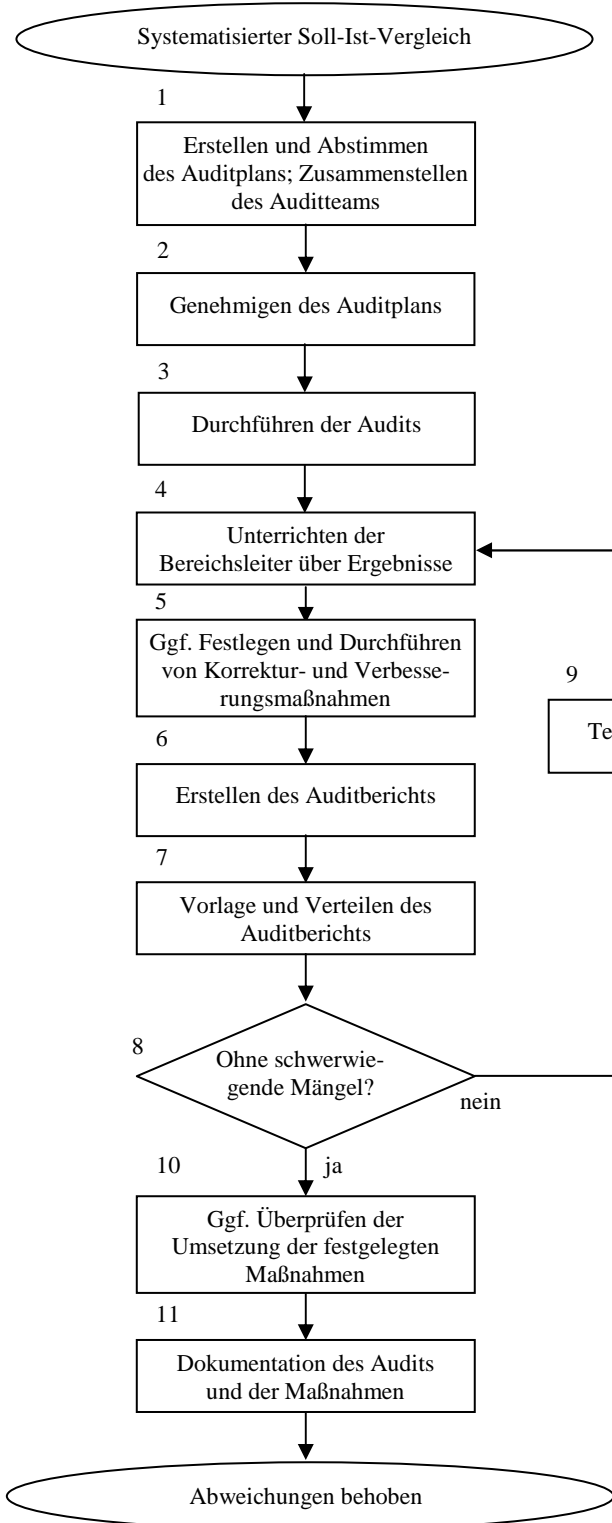 Systematisierter Soll-Ist-Vergleich
1
Erstellen und Abstimmen
des Auditplans; Zusammenstellen
des Auditteams
2
Genehmigen des Auditplans
3
Durchführen der Audits
4
Unterrichten der
Bereichsleiter über Ergebnisse
5
Ggf. Festlegen und Durchführen
von Korrektur- und Verbesse-
rungsmaßnahmen
9
Te
6
Erstellen des Auditberichts
7
Vorlage und Verteilen des
Auditberichts
8
Ohne schwerwie-
gende Mängel?
nein
10
ja
Ggf. Überprüfen der
Umsetzung der festgelegten
Maßnahmen
11
Dokumentation des Audits
und der Maßnahmen
Abweichungen behoben